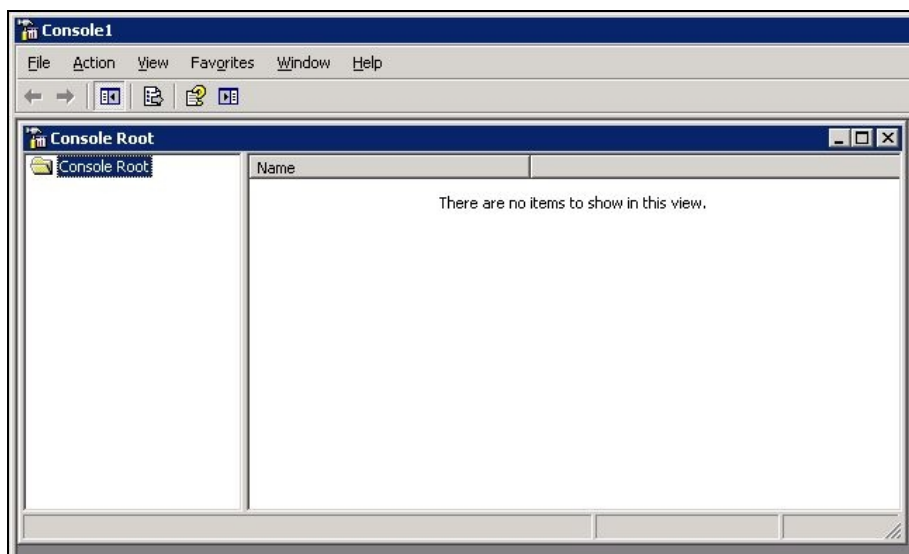 Console1
File Action View Favorites Window Help
Console Root
Console Root
Name
There are no items to show in this view.